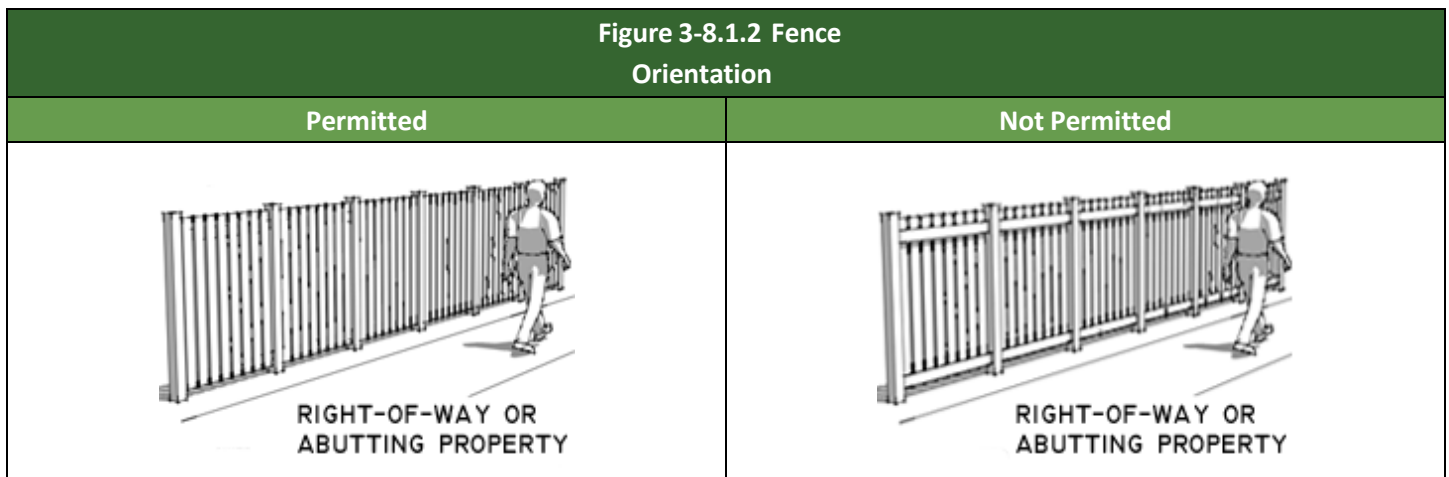 Figure 3-8.1.2 Fence
Orientation
Permitted
Not Permitted
RIGHT-OF-WAY OR
ABUTTING PROPERTY
RIGHT-OF-WAY OR
ABUTTING PROPERTY